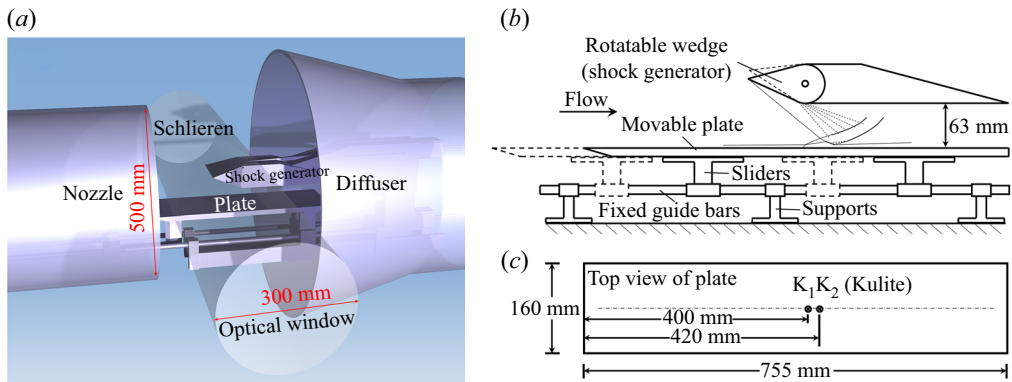 (a)
Schlieren
Shock generator
Nozzle
500 mm
Plate
Diffuser
300 mm
Optical window
(b)
Rotatable wedge
(shock generator)
Flow
Movable plate
63 mm
Sliders
Fixed guide bars
Supports
(c)
Top view of plate
K1K2 (Kulite)
160 mm
400 mm
420 mm
755 mm